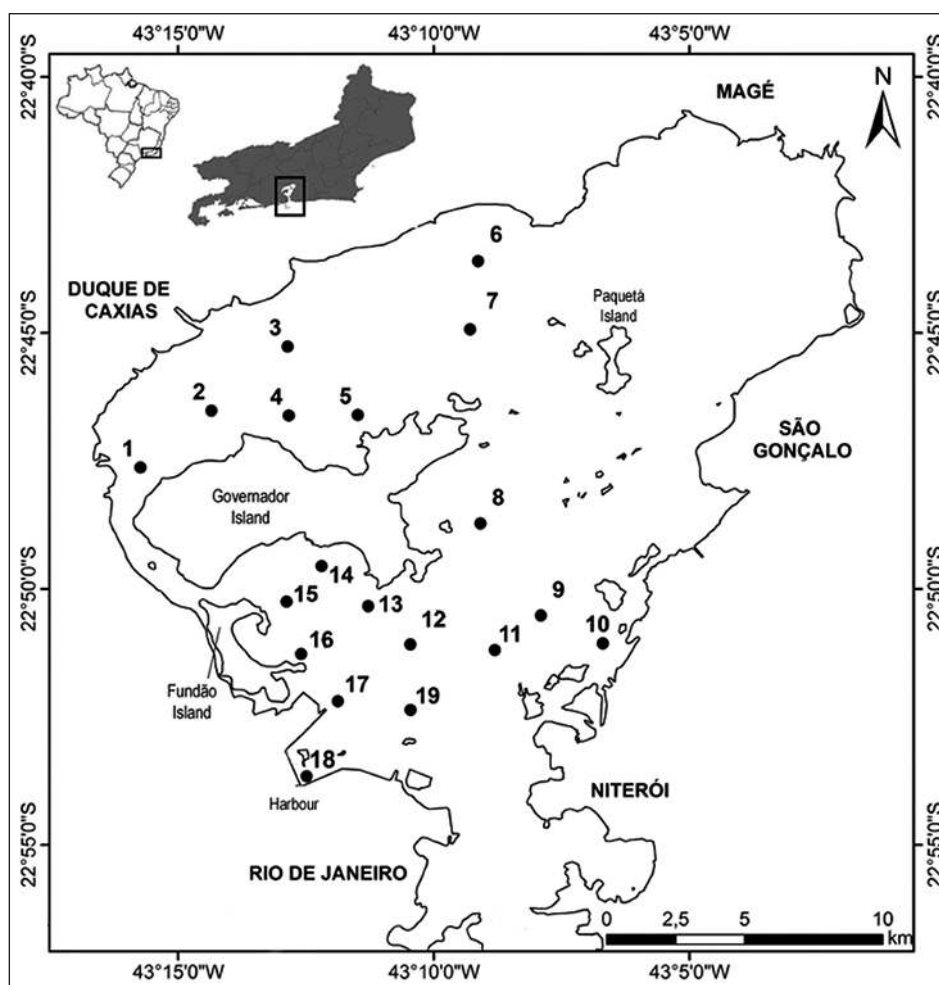 43°15'0"W 43°10'0"W 43°5'0"W
22°40'0"S
22°40'0"S
N
MAGÉ
6
DUQUE DE
CAXIAS
7
Paquetá
Island
22°45'0"S
22°45'0"S
3
2
4
5
SÃO
GONÇALO
1
Governador
Island
8
14
22°50'0"S
22°50'0"S
15
13
9
12
10
16
11
Fundão
Island
17
19
18
Harbour
NITERÓI
22°55'0"S
22°55'0"S
RIO DE JANEIRO
0 2,5 5 10
km
43°15'0"W 43°10'0"W 43°5'0"W